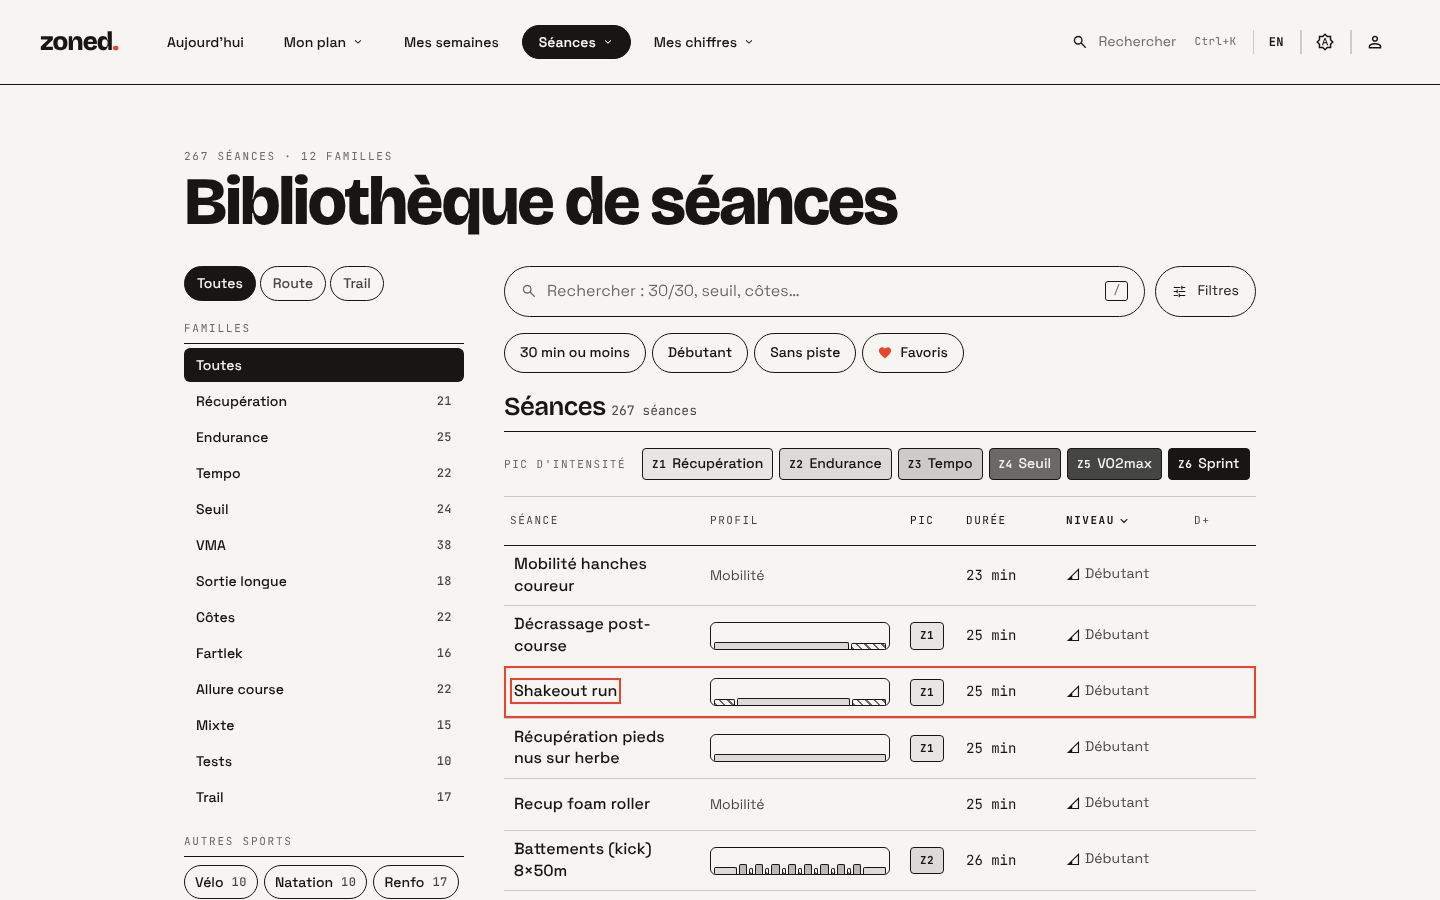 zoned.
Aujourd'hui
Mon plan
Mes semaines
Séances
Mes chiffres
Rechercher Ctrl+K
EN
A
267 SÉANCES · 12 FAMILLES
Bibliothèque de séances
Toutes
Route
Trail
FAMILLES
Toutes
Récupération 21
Endurance 25
Tempo 22
Seuil 24
VMA 38
Sortie longue 18
Côtes 22
Fartlek 16
Allure course 22
Mixte 15
Tests 10
Trail 17
AUTRES SPORTS
Vélo 10
Natation 10
Renfo 17
Rechercher : 30/30, seuil, côtes…
/
Filtres
30 min ou moins
Débutant
Sans piste
Favoris
Séances 267 séances
PIC D'INTENSITÉ
Z1 Récupération
Z2 Endurance
Z3 Tempo
Z4 Seuil
Z5 VO2max
Z6 Sprint
SÉANCE PROFIL PIC DURÉE NIVEAU D+
Mobilité hanches
coureur
Mobilité 23 min Débutant
Décrassage post-
course
Z1 25 min Débutant
Shakeout run Z1 25 min Débutant
Récupération pieds
nus sur herbe
Z1 25 min Débutant
Recup foam roller Mobilité 25 min Débutant
Battements (kick)
8×50m
Z2 26 min Débutant